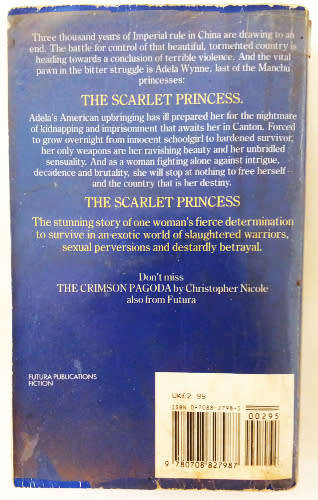 Three thousand years of Imperial rule in China are drawing to
an end. The battle for control of that beautiful, tormented country is
heading towards a conclusion of terrible violence. And the vital
pawn in the bitter struggle is Adela Wynne, last of the Manchu
princesses:
THE SCARLET PRINCESS.
Adela's American upbringing has ill prepared her for the nightmare
of kidnapping and imprisonment that awaits her in Canton. Forced
to grow overnight from innocent schoolgirl to hardened survivor,
her only weapons are her ravishing beauty and her unbridled
sensuality. And as a woman fighting alone against intrigue,
decadence and brutality, she will stop at nothing to free herself –
and the country that is her destiny.
THE SCARLET PRINCESS
The stunning story of one woman's fierce determination
to survive in an exotic world of slaughtered warriors,
sexual perversions and destardly betrayal.
Don't miss
THE CRIMSON PAGODA by Christopher Nicole
also from Futura
FUTURA PUBLICATIONS
FICTION
UK£2.95
ISBN 0-7088-2798-3
00295
9 780708 827987